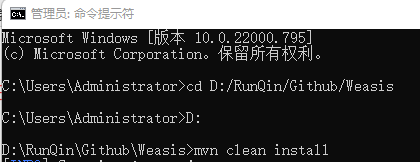 管理员: 命令提示符
Microsoft Windows [版本 10.0.22000.795]
(c) Microsoft Corporation。保留所有权利。
C:\Users\Administrator>cd D:/RunQin/Github/Weasis
C:\Users\Administrator>D:
D:\RunQin\Github\Weasis>mvn clean install